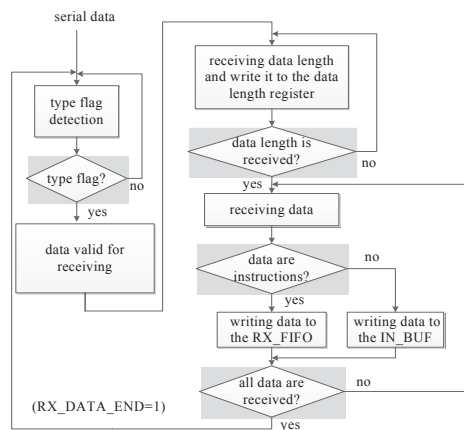 serial data
type flag
detection
type flag?
no
yes
data valid for
receiving
receiving data length
and write it to the data
length register
data length is
received?
no
yes
receiving data
data are
instructions?
no
yes
writing data to
the RX_FIFO
writing data to
the IN_BUF
all data are
received?
no
yes
(RX_DATA_END=1)